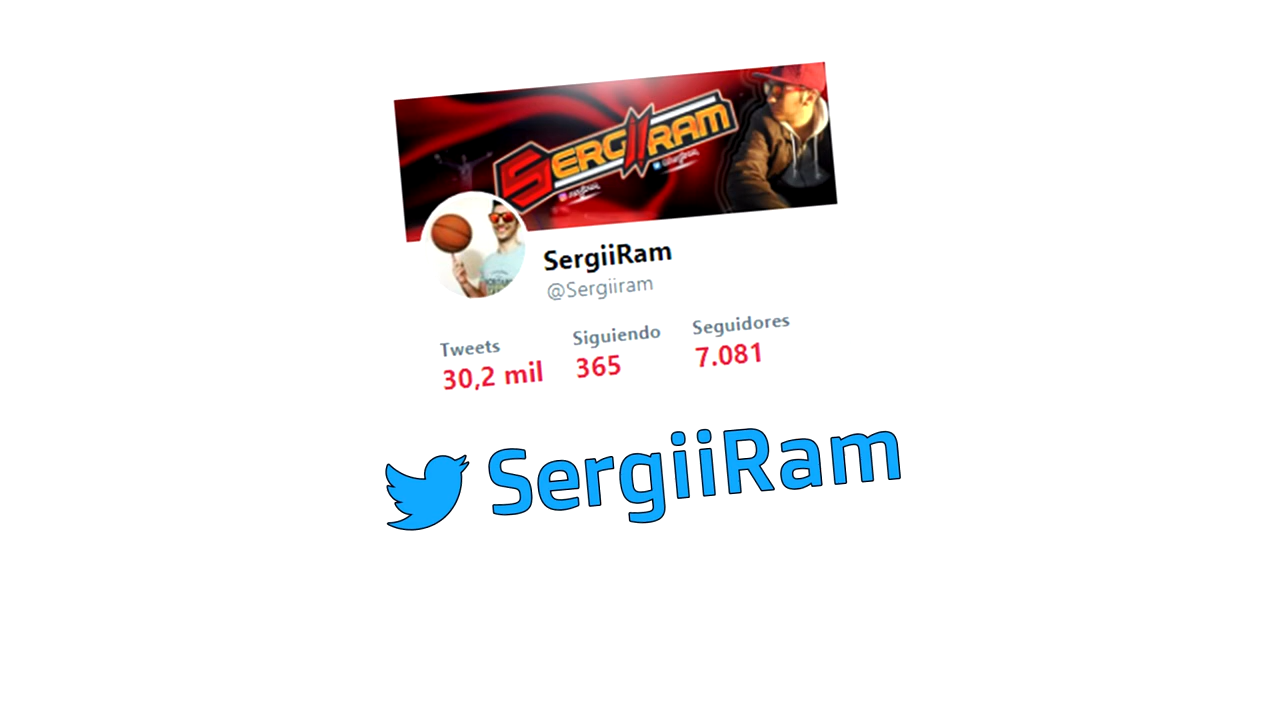 SERGIIRAM
SergiiRam
@Sergiiram
Tweets Siguiendo Seguidores
30,2 mil 365 7.081
SergiiRam